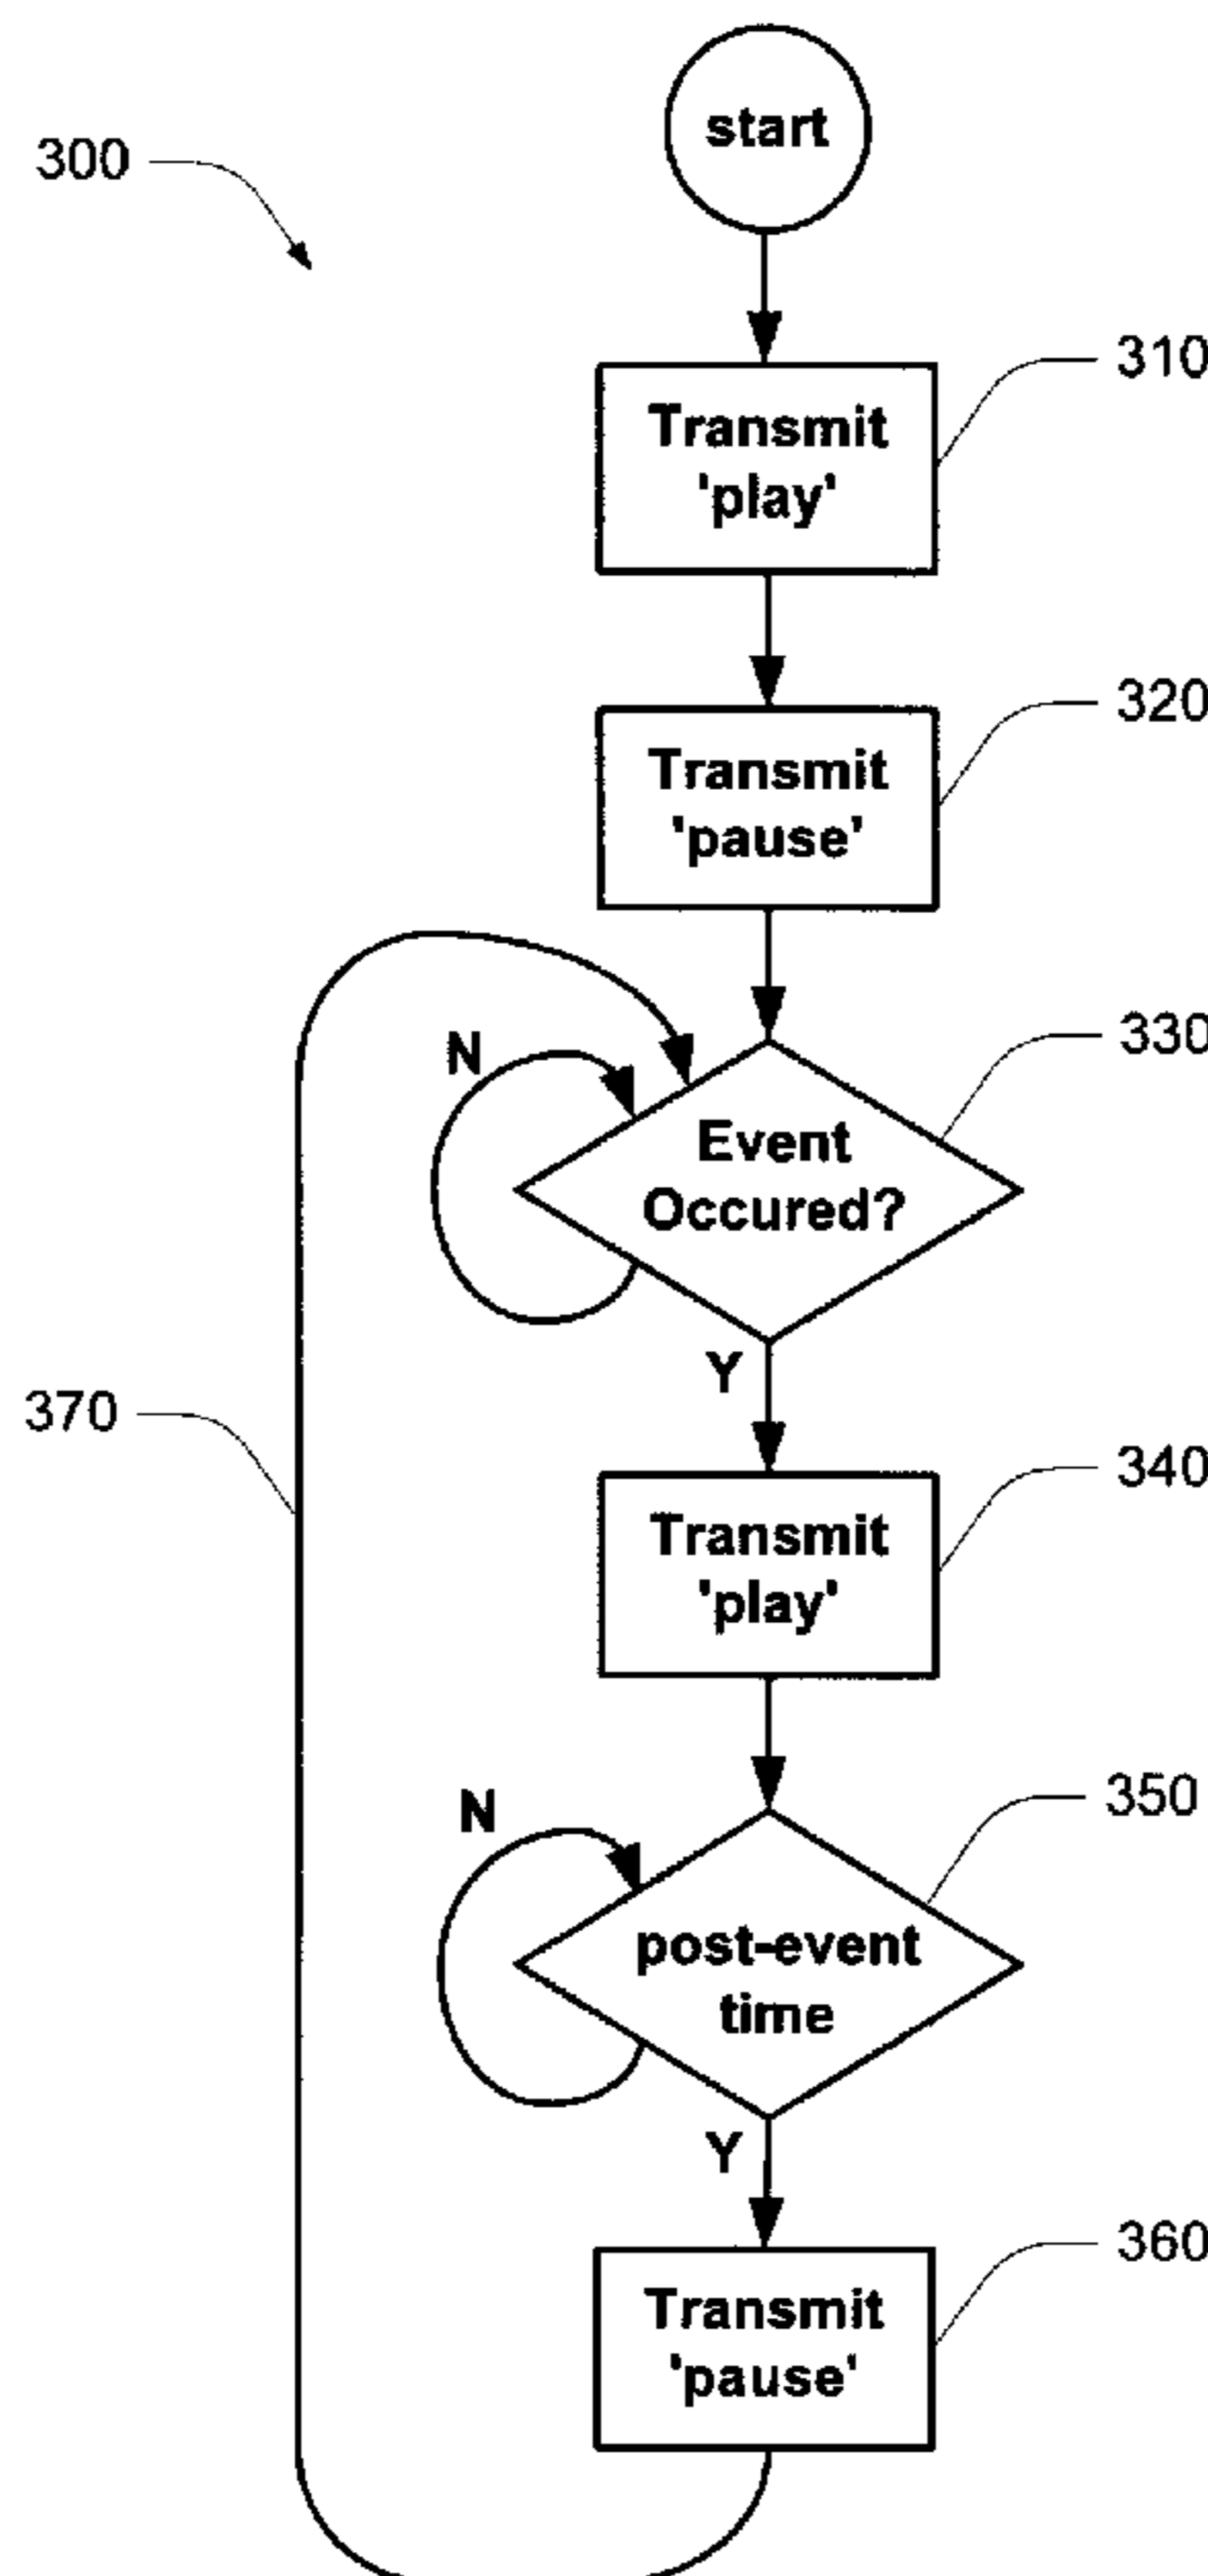 start
300
310
Transmit
'play'
320
Transmit
'pause'
330
N
Event
Occured?
Y
370
340
Transmit
'play'
350
N
post-event
time
Y
360
Transmit
'pause'